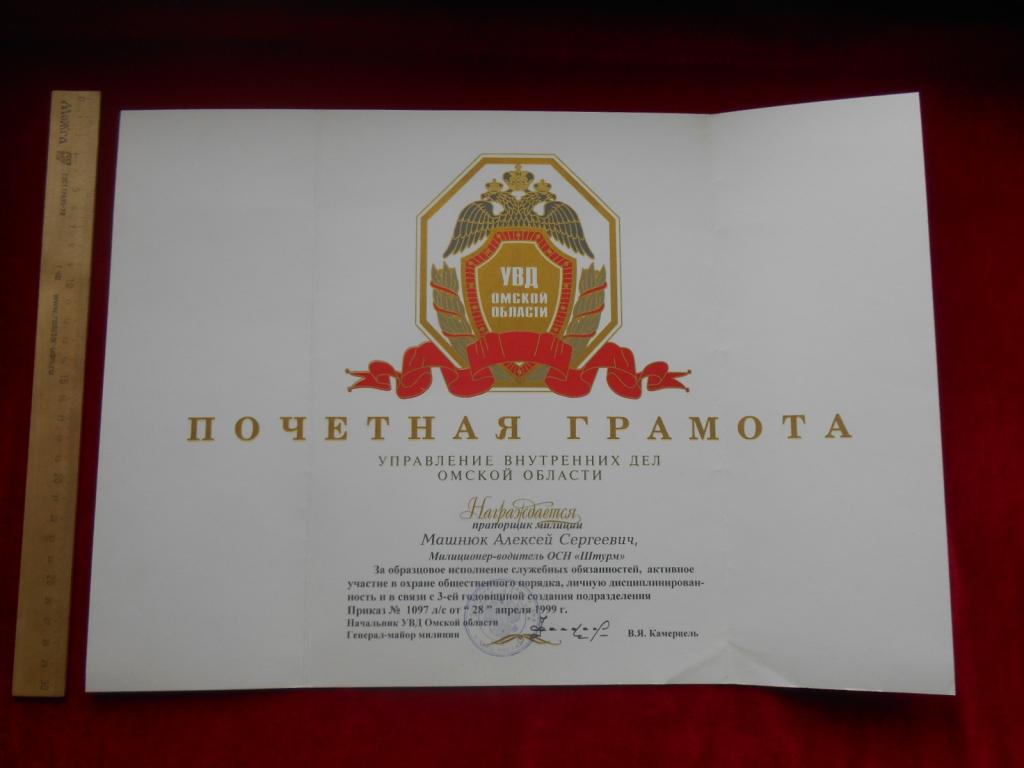 УВД
ОМСКОЙ
ОБЛАСТИ
ПОЧЕТНАЯ ГРАМОТА
УПРАВЛЕНИЕ ВНУТРЕННИХ ДЕЛ
ОМСКОЙ ОБЛАСТИ
Награждается
прапорщик милиции
Машнюк Алексей Сергеевич,
Милиционер-водитель ОСН «Штурм»
За образцовое исполнение служебных обязанностей, активное
участие в охране общественного порядка, личную дисциплинирован-
ность и в связи с 3-ей годовщиной создания подразделения
Приказ № 1097 л/с от " 28 " апреля 1999 г.
Начальник УВД Омской области
Генерал-майор милиции В.Я. Камерцель